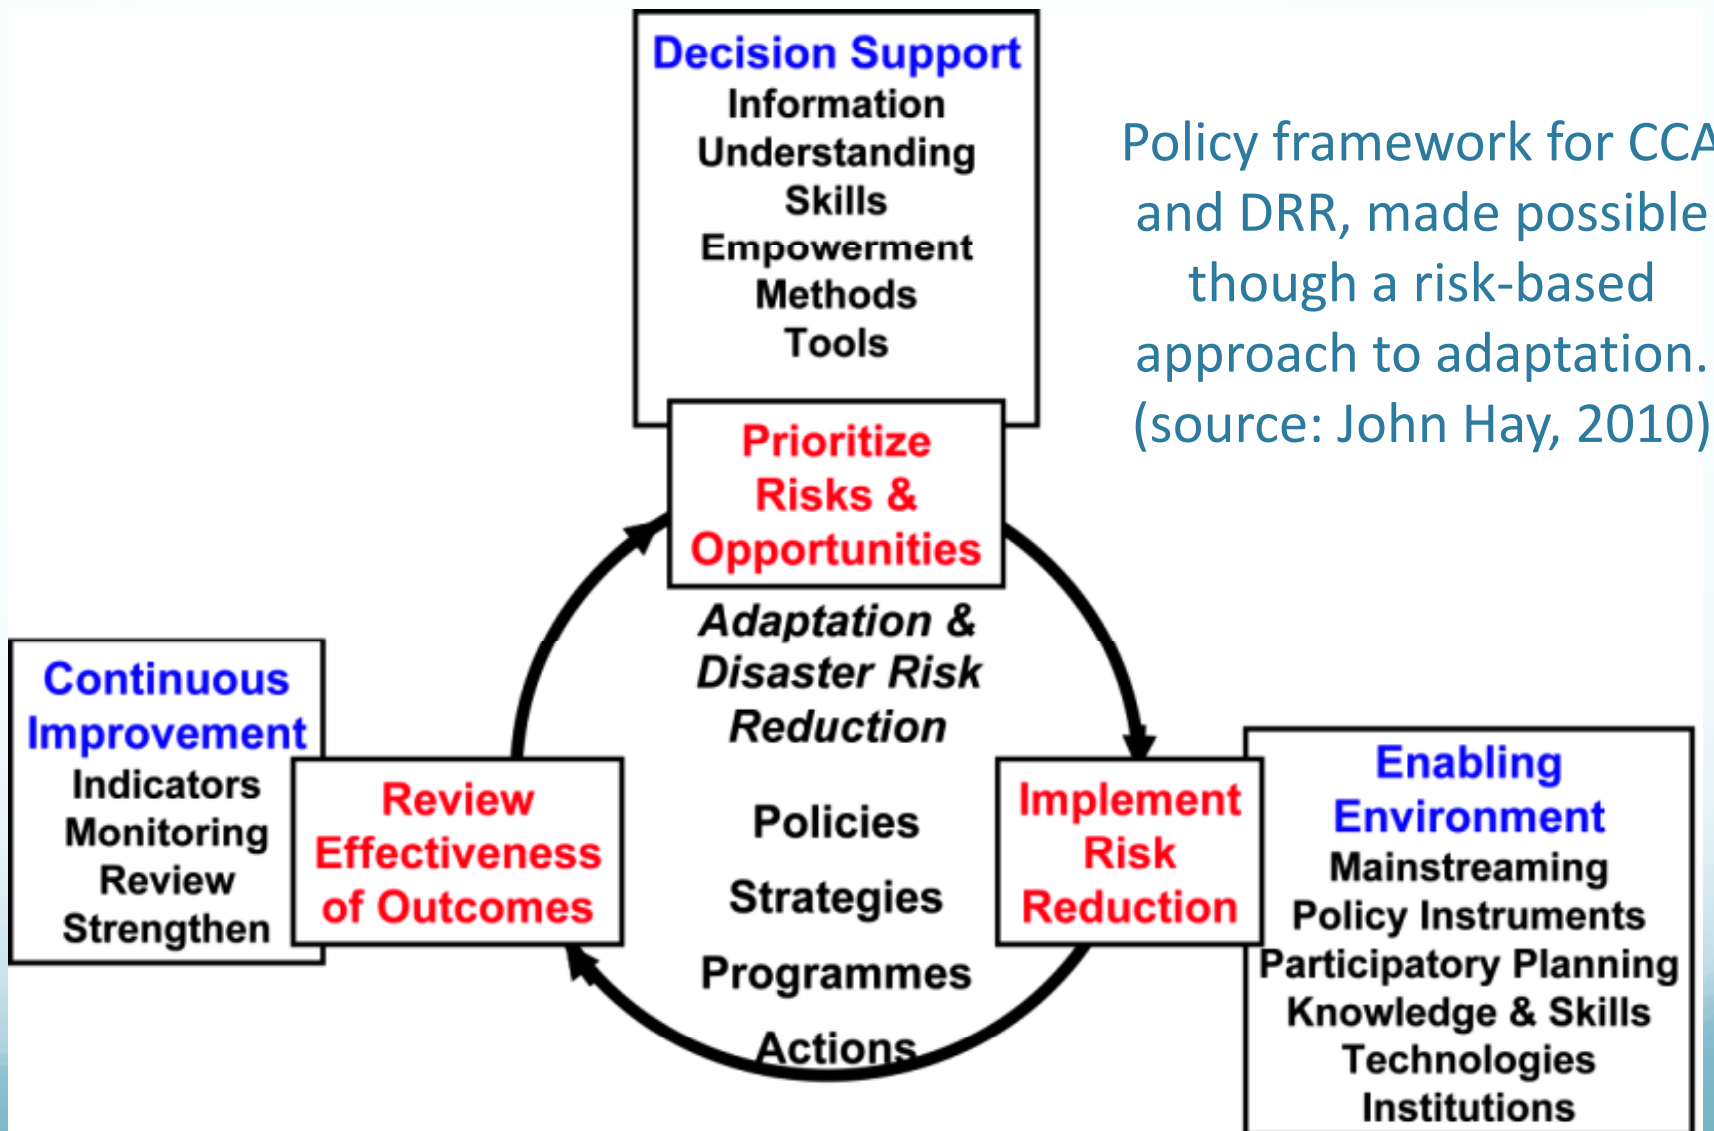 Decision Support
Information
Understanding
Skills
Empowerment
Methods
Tools
Policy framework for CCA
and DRR, made possible
though a risk-based
approach to adaptation.
(source: John Hay, 2010)
Prioritize
Risks &
Opportunities
Adaptation &
Disaster Risk
Reduction
Policies
Strategies
Programmes
Actions
Continuous
Improvement
Indicators
Monitoring
Review
Strengthen
Review
Effectiveness
of Outcomes
Implement
Risk
Reduction
Enabling
Environment
Mainstreaming
Policy Instruments
Participatory Planning
Knowledge & Skills
Technologies
Institutions